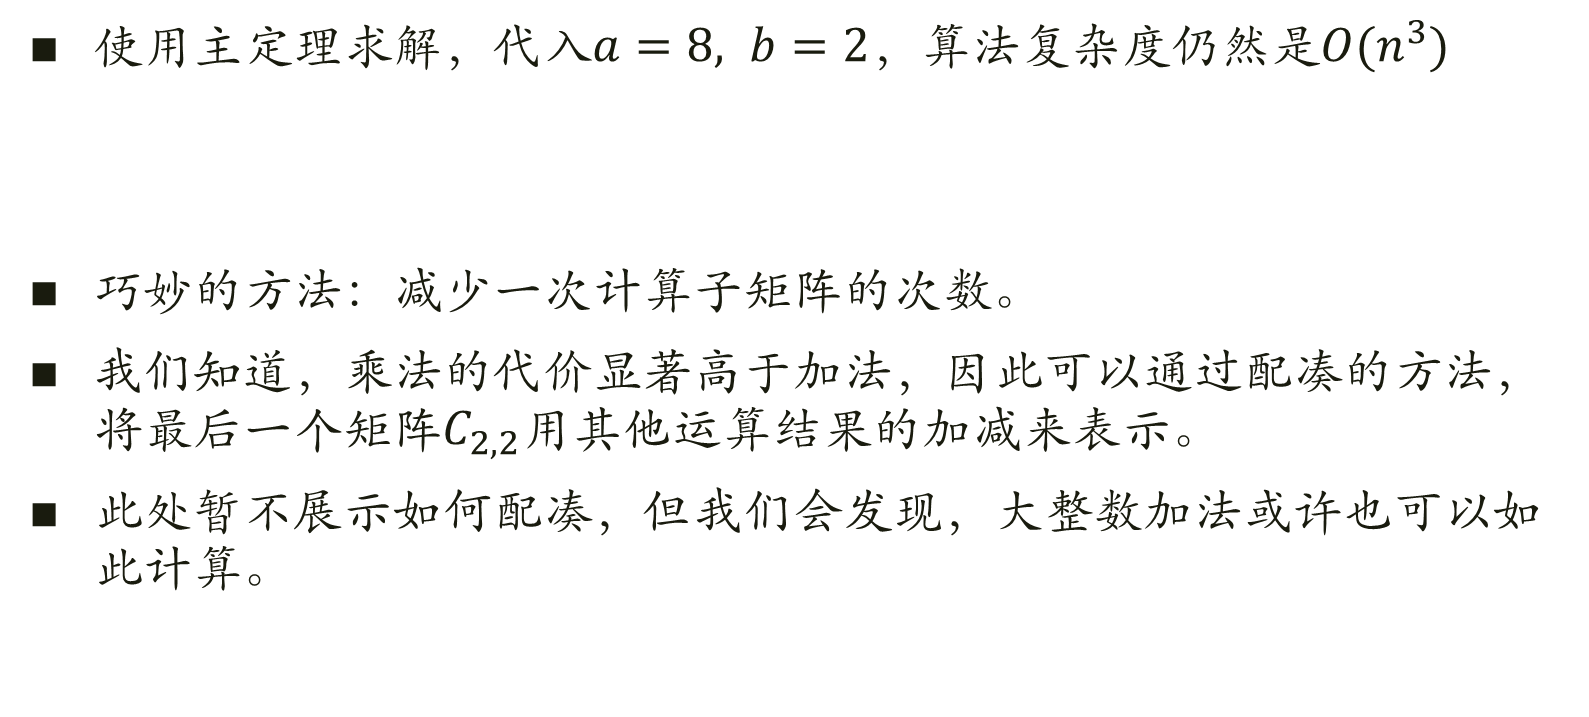 ■ 使用主定理求解，代入a = 8, b = 2，算法复杂度仍然是O(n³)
■ 巧妙的方法：减少一次计算子矩阵的次数。
■ 我们知道，乘法的代价显著高于加法，因此可以通过配凑的方法，
将最后一个矩阵C₂,₂用其他运算结果的加减来表示。
■ 此处暂不展示如何配凑，但我们会发现，大整数加法或许也可以如
此计算。